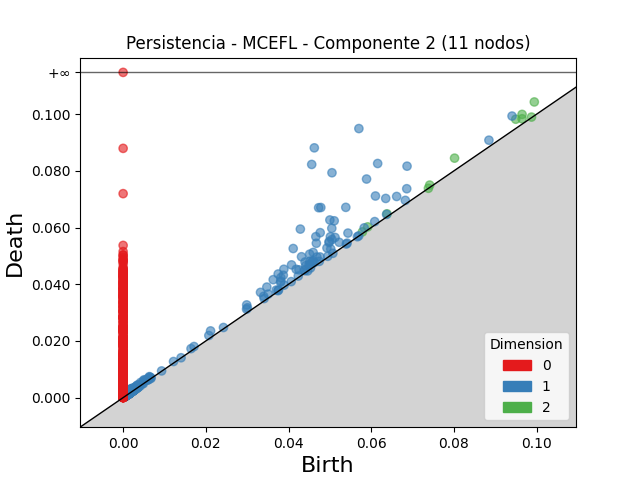 Persistencia - MCEFL - Componente 2 (11 nodos)
+∞
0.100
0.080
0.060
0.040
0.020
0.000
Death
0.00 0.02 0.04 0.06 0.08 0.10
Birth
Dimension
0
1
2